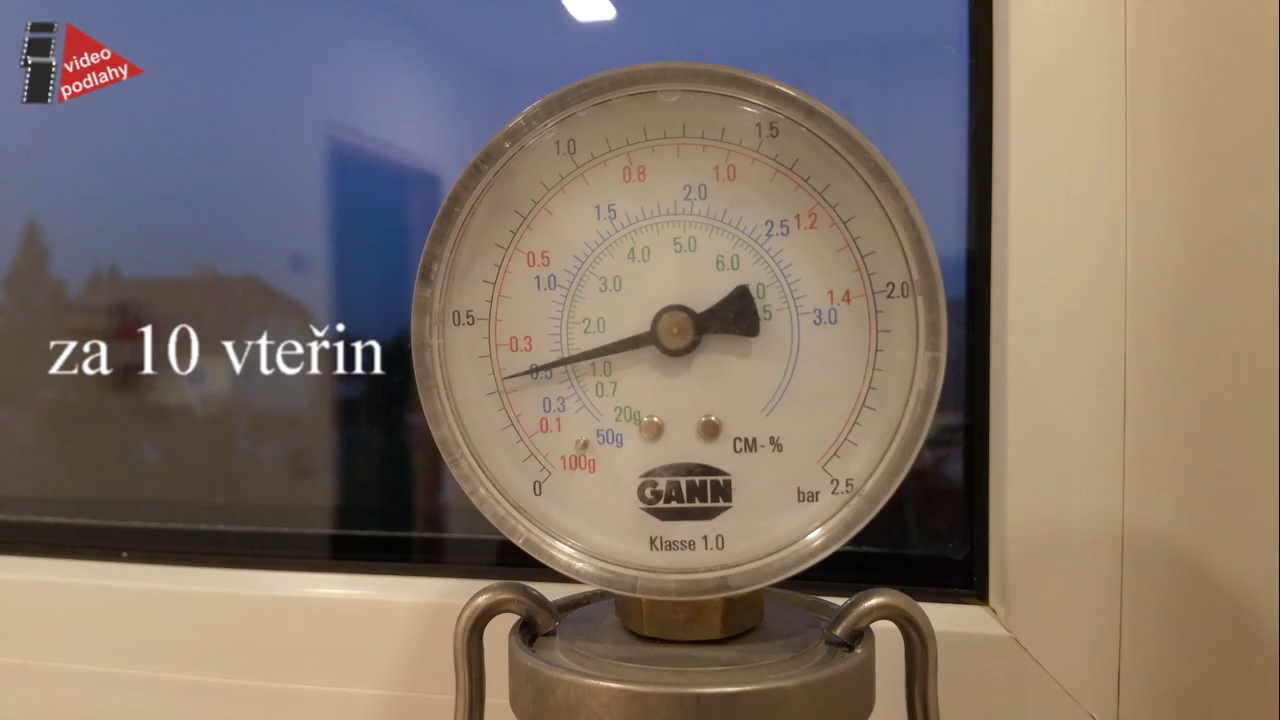 video
podlahy
za 10 vteřin
1.0
1.5
0.8
1.0
2.0
1.5
2.5
1.2
5.0
4.0
6.0
0.5
1.0
3.0
2.0
1.4
0.5
3.0
2.0
0.3
0.5
1.0
0.7
0.3
20g
0.1
50g
CM-%
100g
0
GANN
bar
2.5
Klasse 1.0